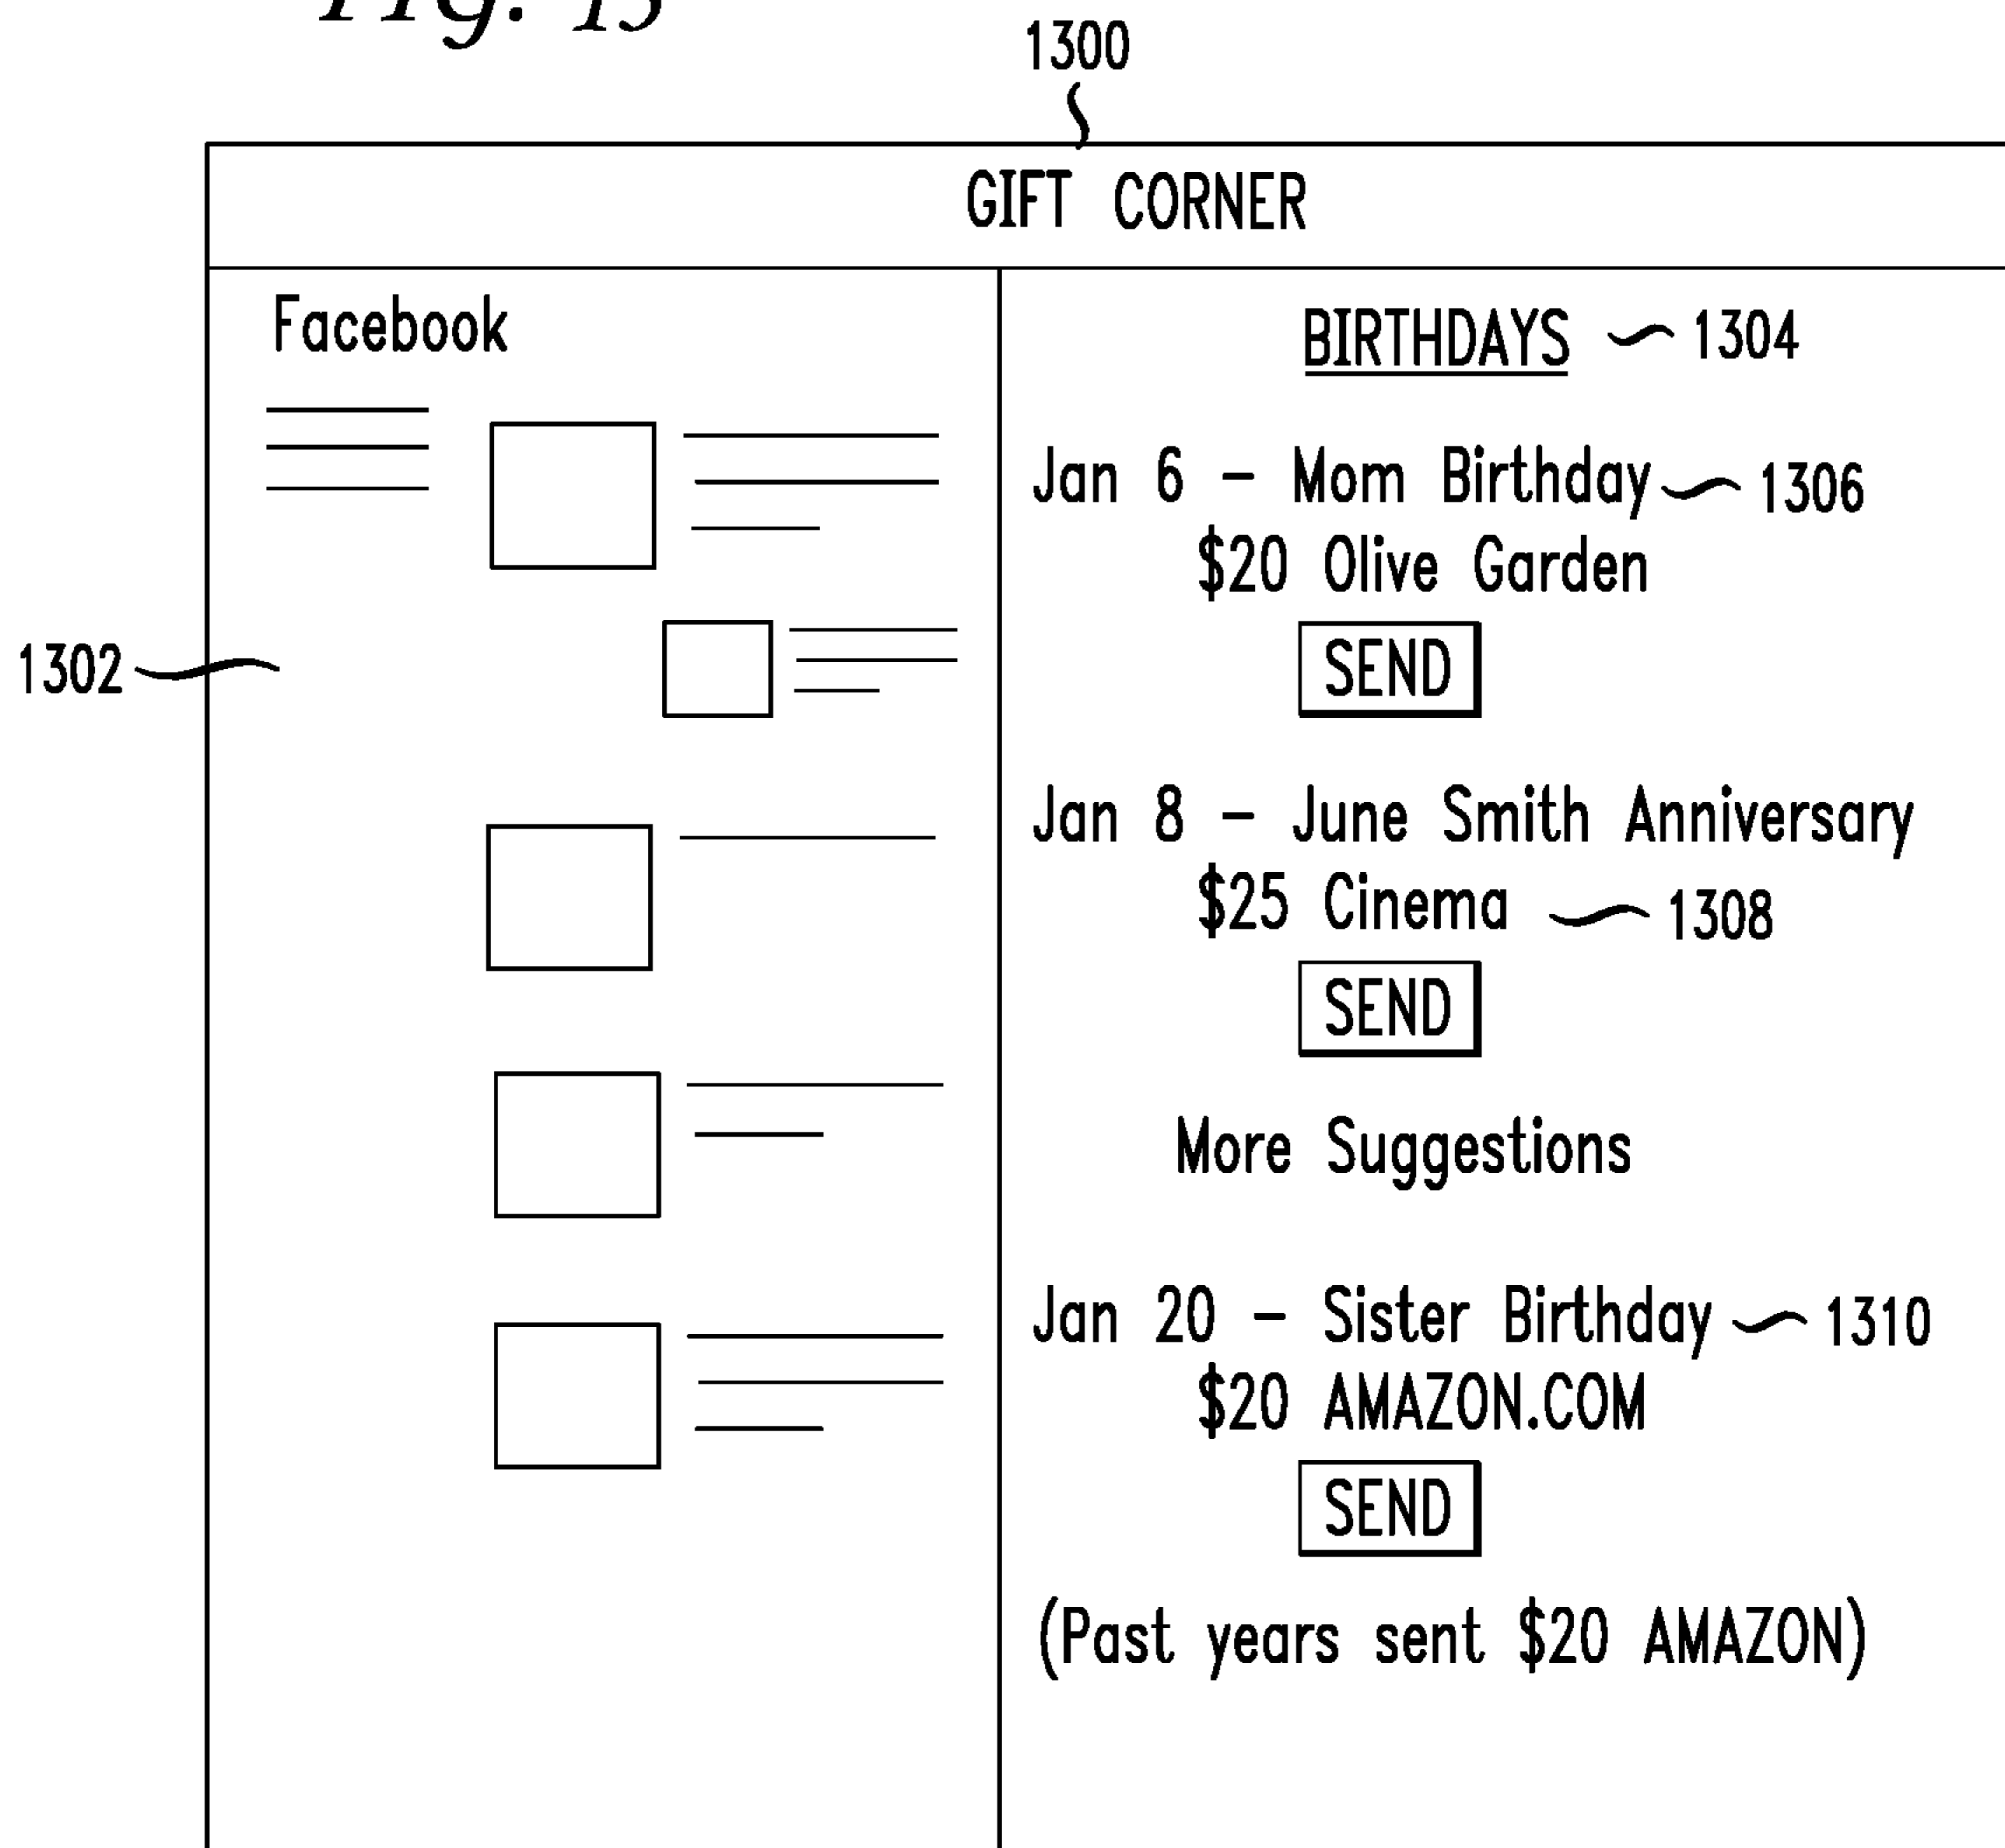 FIG. 13
1300
GIFT CORNER
Facebook
BIRTHDAYS 1304
Jan 6 - Mom Birthday 1306
$20 Olive Garden
SEND
1302
Jan 8 - June Smith Anniversary
$25 Cinema 1308
SEND
More Suggestions
Jan 20 - Sister Birthday 1310
$20 AMAZON.COM
SEND
(Past years sent $20 AMAZON)